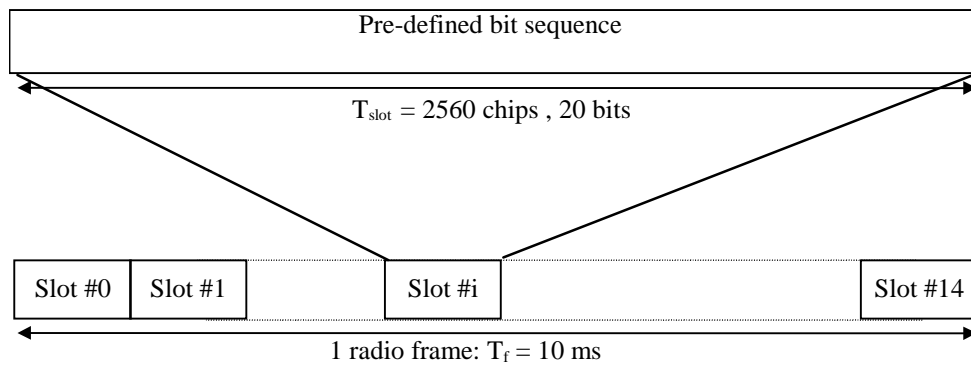 Pre-defined bit sequence
T_slot = 2560 chips , 20 bits
Slot #0 Slot #1 Slot #i Slot #14
1 radio frame: T_f = 10 ms